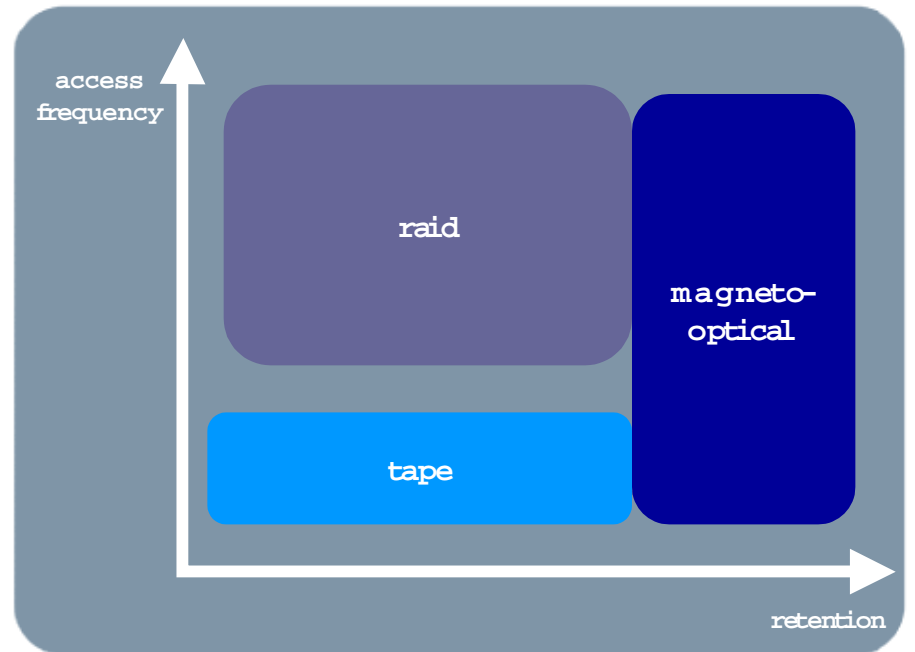 access
frequency
raid
magneto-
optical
tape
retention